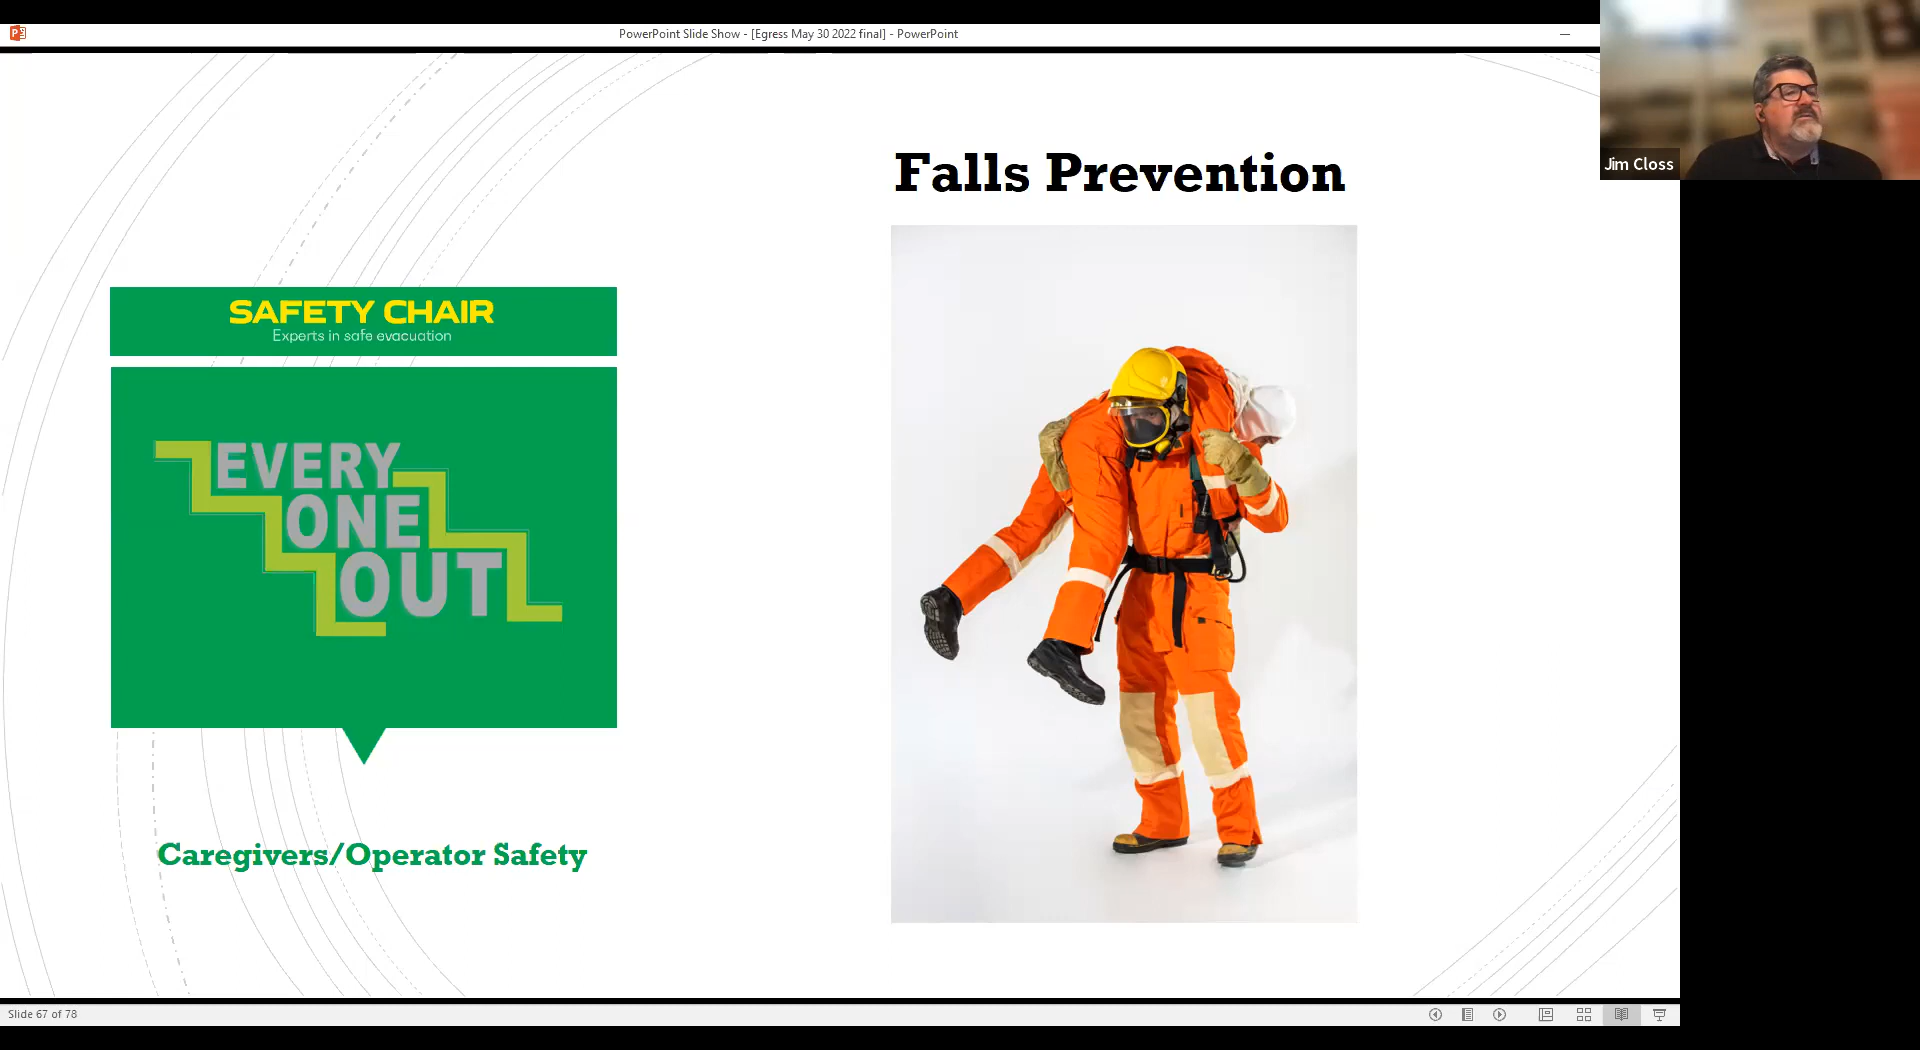 PowerPoint Slide Show - [Egress May 30 2022 final] - PowerPoint
Jim Closs
Falls Prevention
SAFETY CHAIR
Experts in safe evacuation
EVERY
ONE
OUT
Caregivers/Operator Safety
Slide 67 of 78